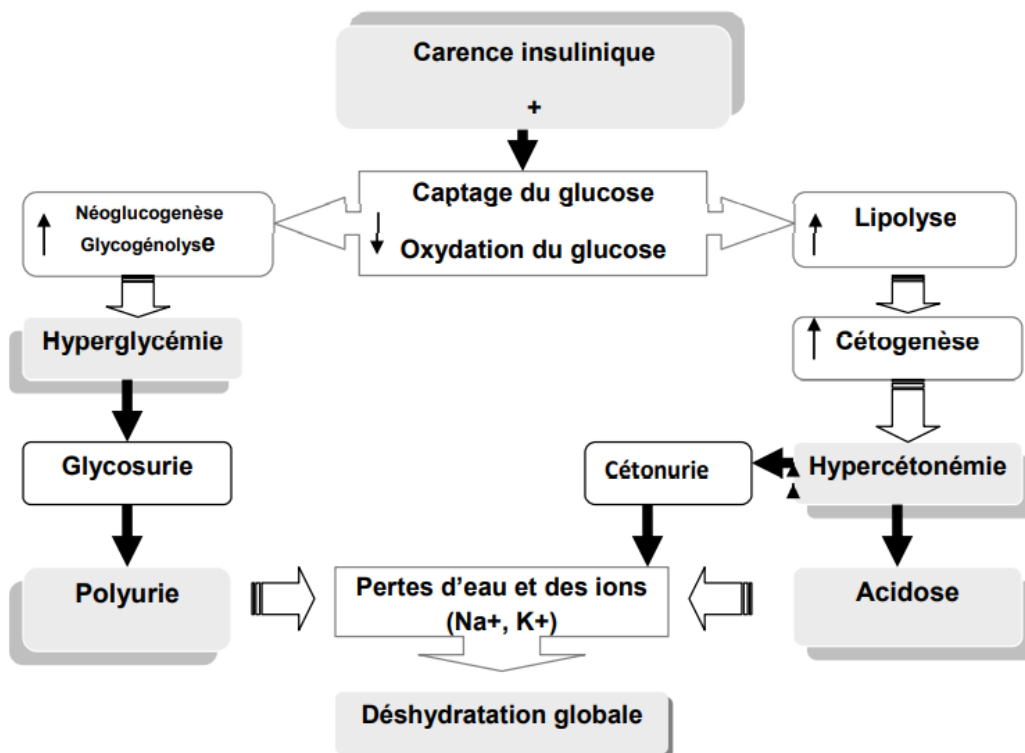 Carence insulinique
+
Captage du glucose
Oxydation du glucose
Néoglucogenèse
Glycogénolyse
Lipolyse
Hyperglycémie
Cétogenèse
Glycosurie
Cétonurie
Hypercétonémie
Polyurie
Pertes d'eau et des ions
(Na+, K+)
Acidose
Déshydratation globale